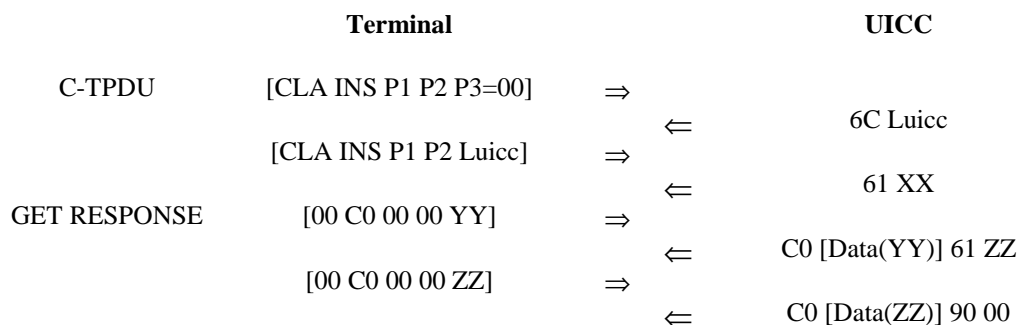 Terminal UICC
C-TPDU [CLA INS P1 P2 P3=00] ⇒
⇐ 6C Luicc
[CLA INS P1 P2 Luicc] ⇒
⇐ 61 XX
GET RESPONSE [00 C0 00 00 YY] ⇒
⇐ C0 [Data(YY)] 61 ZZ
[00 C0 00 00 ZZ] ⇒
⇐ C0 [Data(ZZ)] 90 00